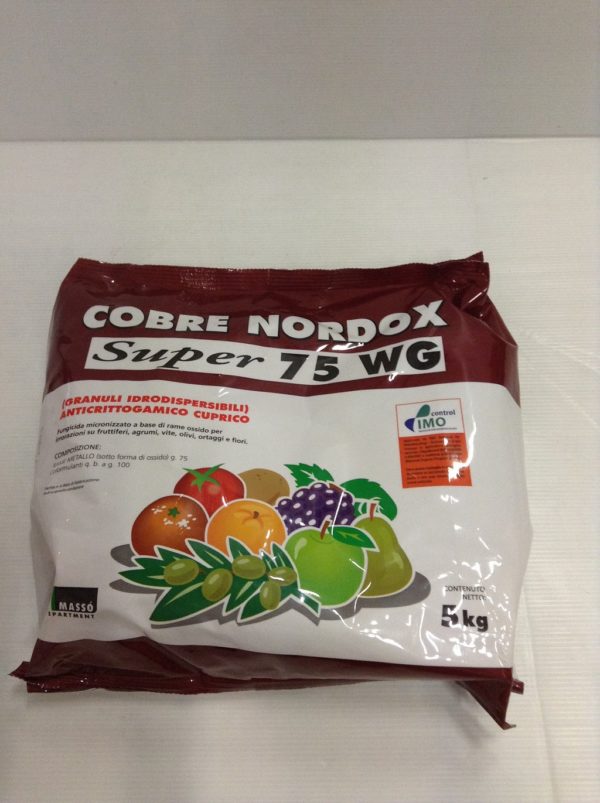 COBRE NORDOX
Super 75 WG
(GRANULI IDRODISPERSIBILI)
ANTICRITTOGAMICO CUPRICO
Fungicida micronizzato a base di rame ossido per
irrorazioni su fruttiferi, agrumi, vite, olivi, ortaggi e fiori.
COMPOSIZIONE:
METALLO (sotto forma di ossido) g. 75
Coformulanti q. b. a g. 100
control
IMO
CONTENUTO
NETTO:
5 kg
MASSÓ